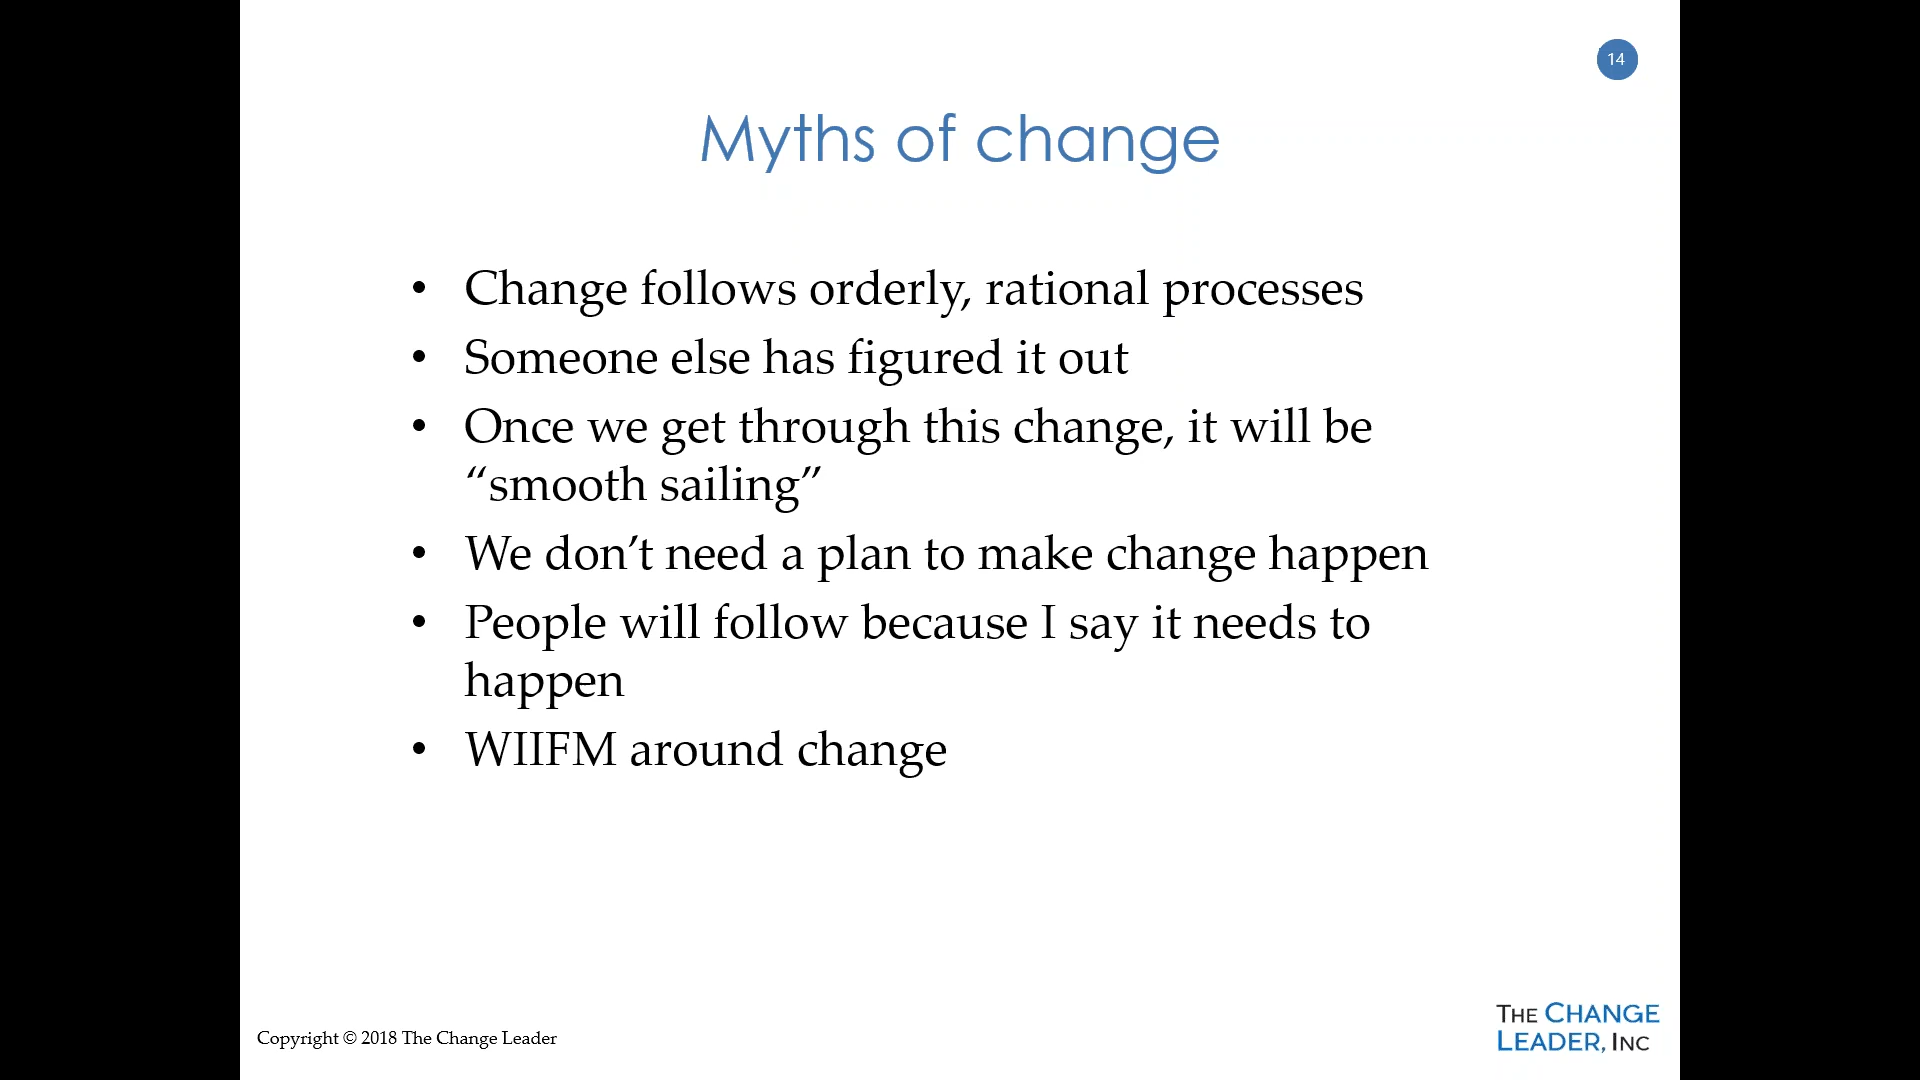 14
Myths of change
• Change follows orderly, rational processes
• Someone else has figured it out
• Once we get through this change, it will be
“smooth sailing”
• We don’t need a plan to make change happen
• People will follow because I say it needs to
happen
• WIIFM around change
Copyright © 2018 The Change Leader
THE CHANGE
LEADER, INC